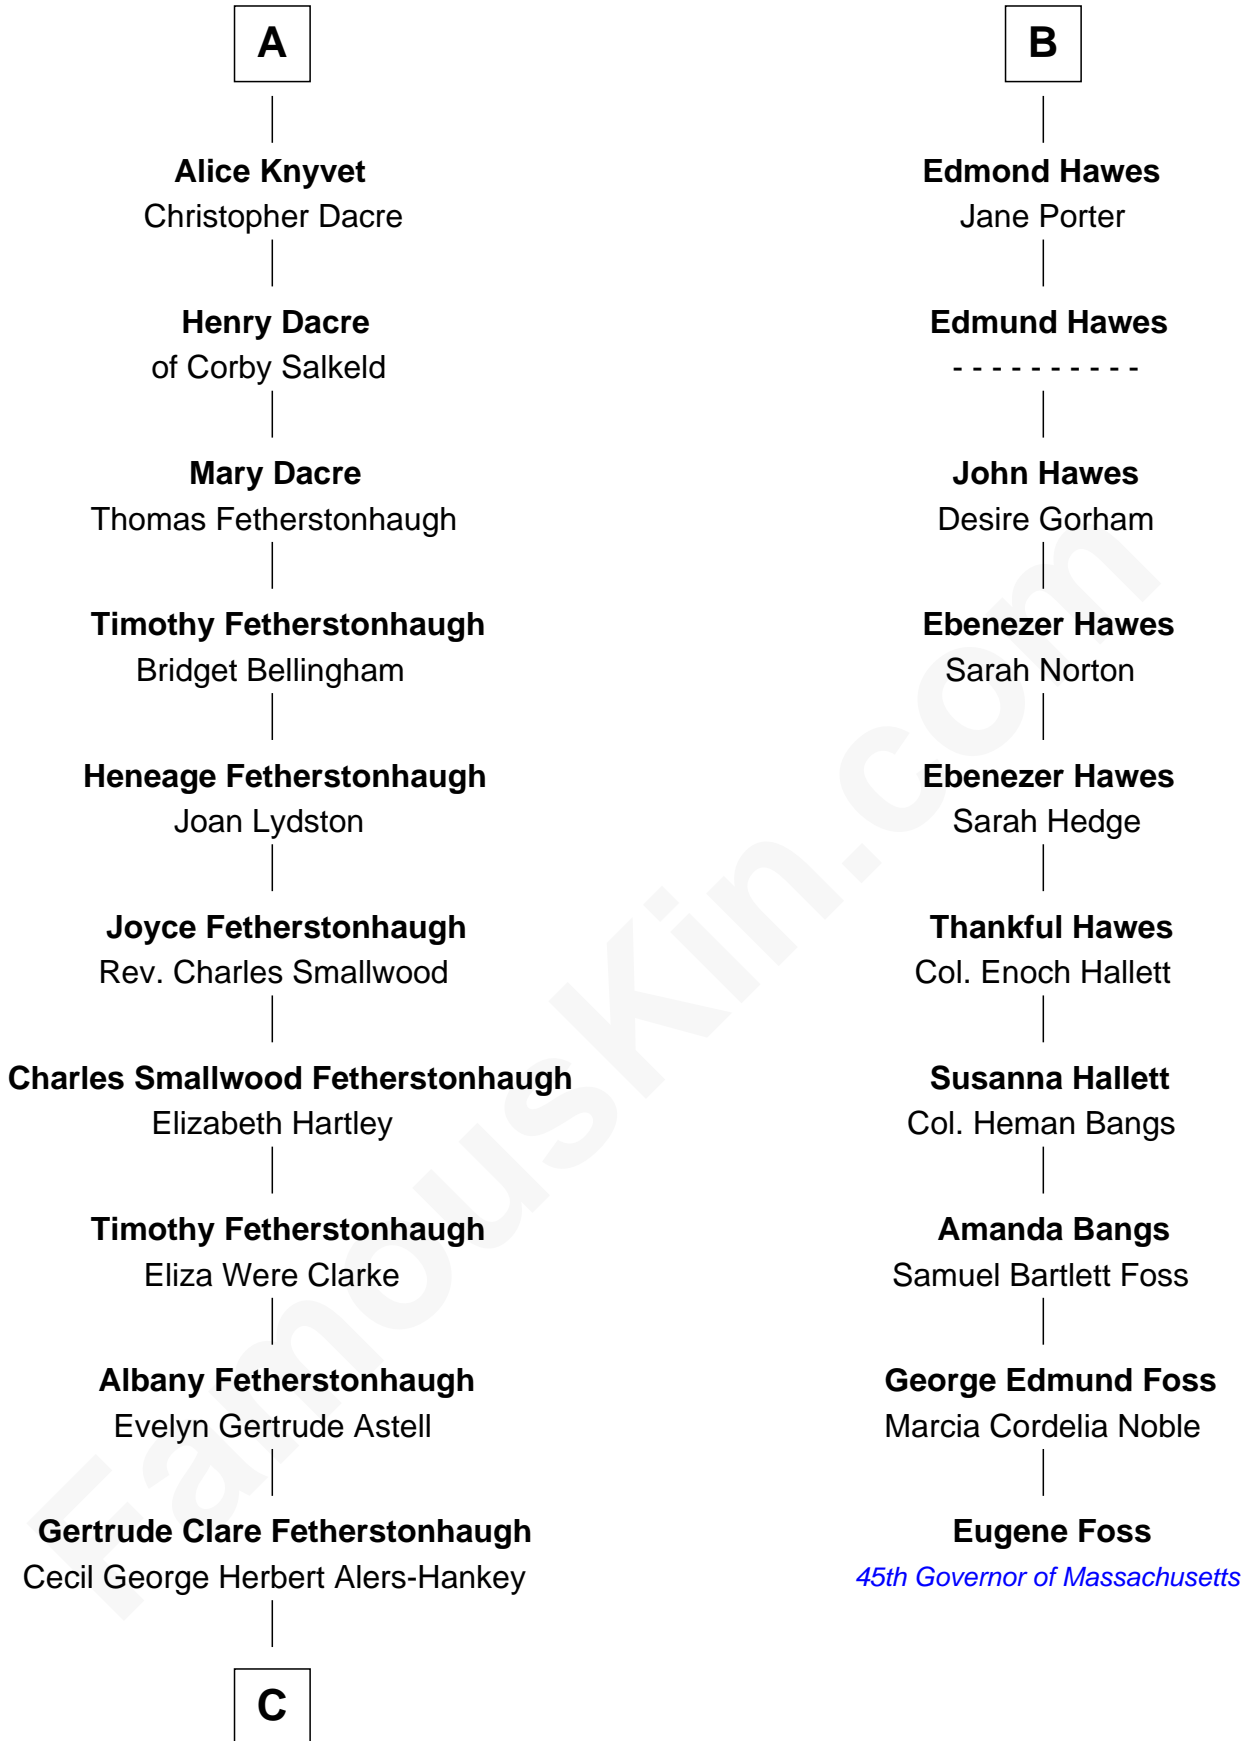 A
Alice Knyvet
Christopher Dacre
Henry Dacre
of Corby Salkeld
Mary Dacre
Thomas Fetherstonhaugh
Timothy Fetherstonhaugh
Bridget Bellingham
Heneage Fetherstonhaugh
Joan Lydston
Joyce Fetherstonhaugh
Rev. Charles Smallwood
Charles Smallwood Fetherstonhaugh
Elizabeth Hartley
Timothy Fetherstonhaugh
Eliza Were Clarke
Albany Fetherstonhaugh
Evelyn Gertrude Astell
Gertrude Clare Fetherstonhaugh
Cecil George Herbert Alers-Hankey
C
B
Edmond Hawes
Jane Porter
Edmund Hawes
- - - - - - - - - -
John Hawes
Desire Gorham
Ebenezer Hawes
Sarah Norton
Ebenezer Hawes
Sarah Hedge
Thankful Hawes
Col. Enoch Hallett
Susanna Hallett
Col. Heman Bangs
Amanda Bangs
Samuel Bartlett Foss
George Edmund Foss
Marcia Cordelia Noble
Eugene Foss
45th Governor of Massachusetts
FamousKin.com